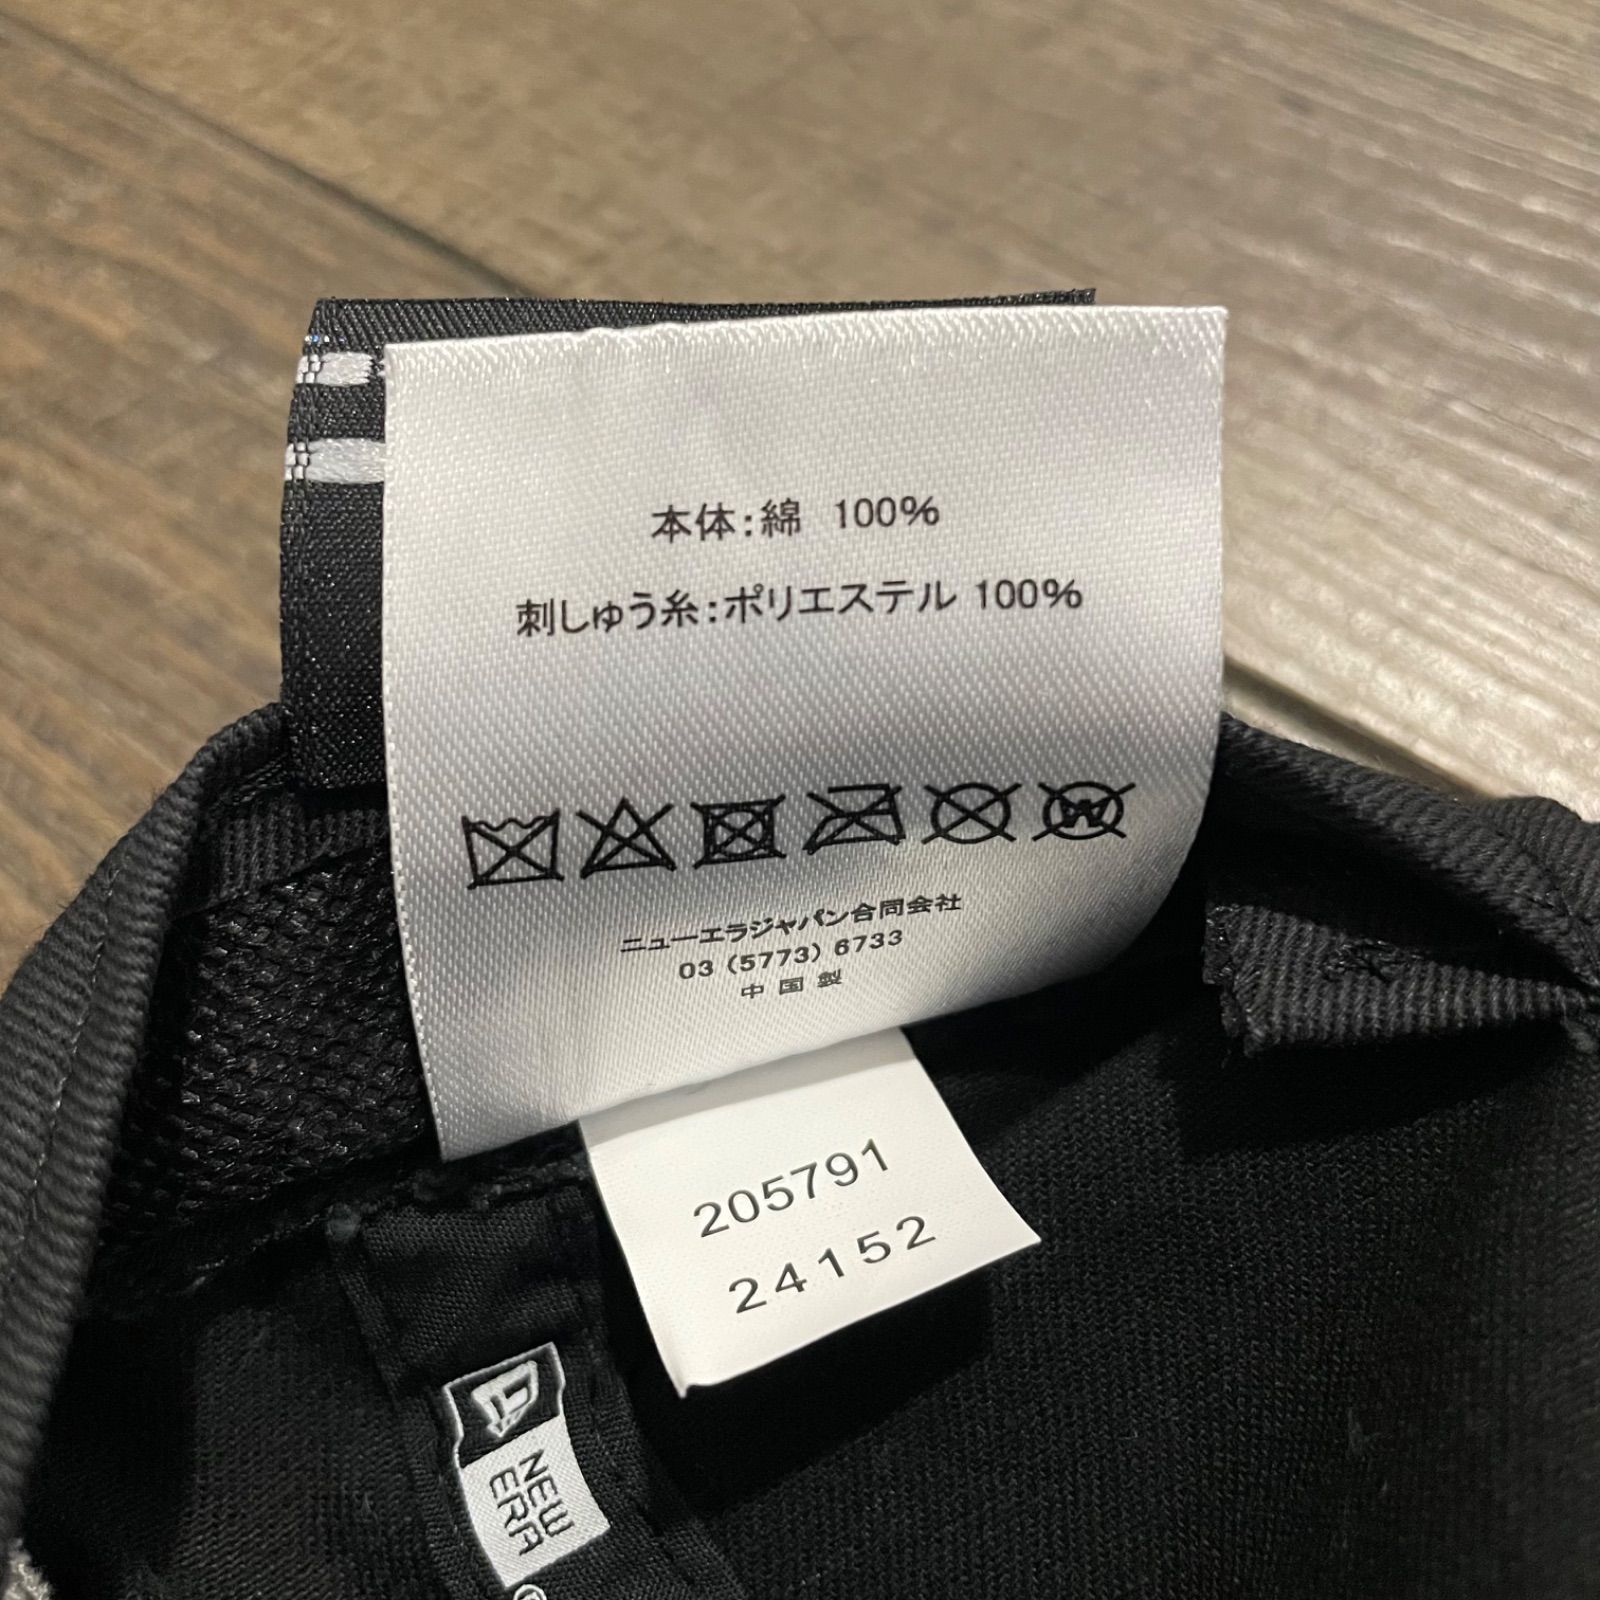 本体:綿 100%
刺しゅう糸:ポリエステル 100%
W
ニューエラジャパン合同会社
03 (5773) 6733
中国製
205791
24152
NEW
ERA